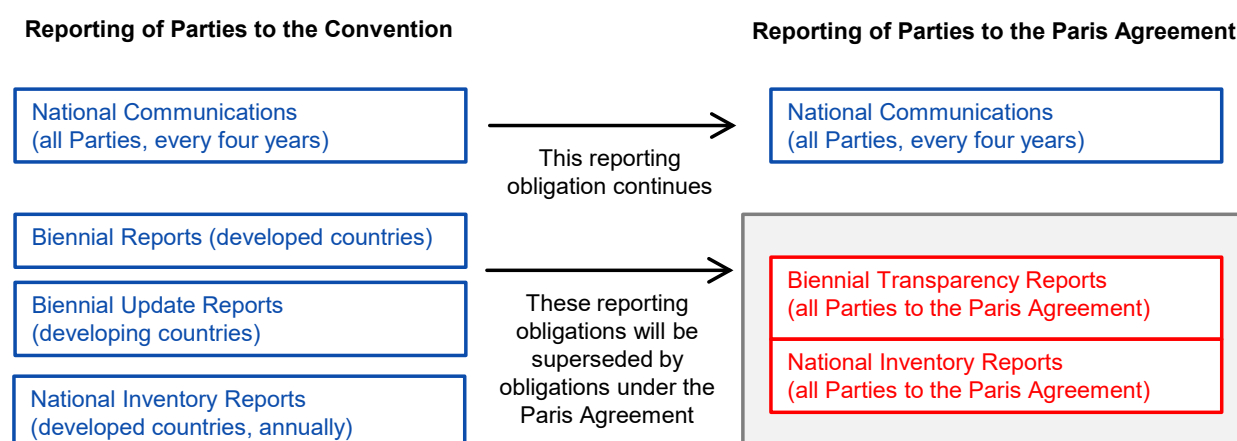 Reporting of Parties to the Convention
Reporting of Parties to the Paris Agreement
National Communications
(all Parties, every four years)
This reporting
obligation continues
National Communications
(all Parties, every four years)
Biennial Reports (developed countries)
Biennial Update Reports
(developing countries)
National Inventory Reports
(developed countries, annually)
These reporting
obligations will be
superseded by
obligations under the
Paris Agreement
Biennial Transparency Reports
(all Parties to the Paris Agreement)
National Inventory Reports
(all Parties to the Paris Agreement)